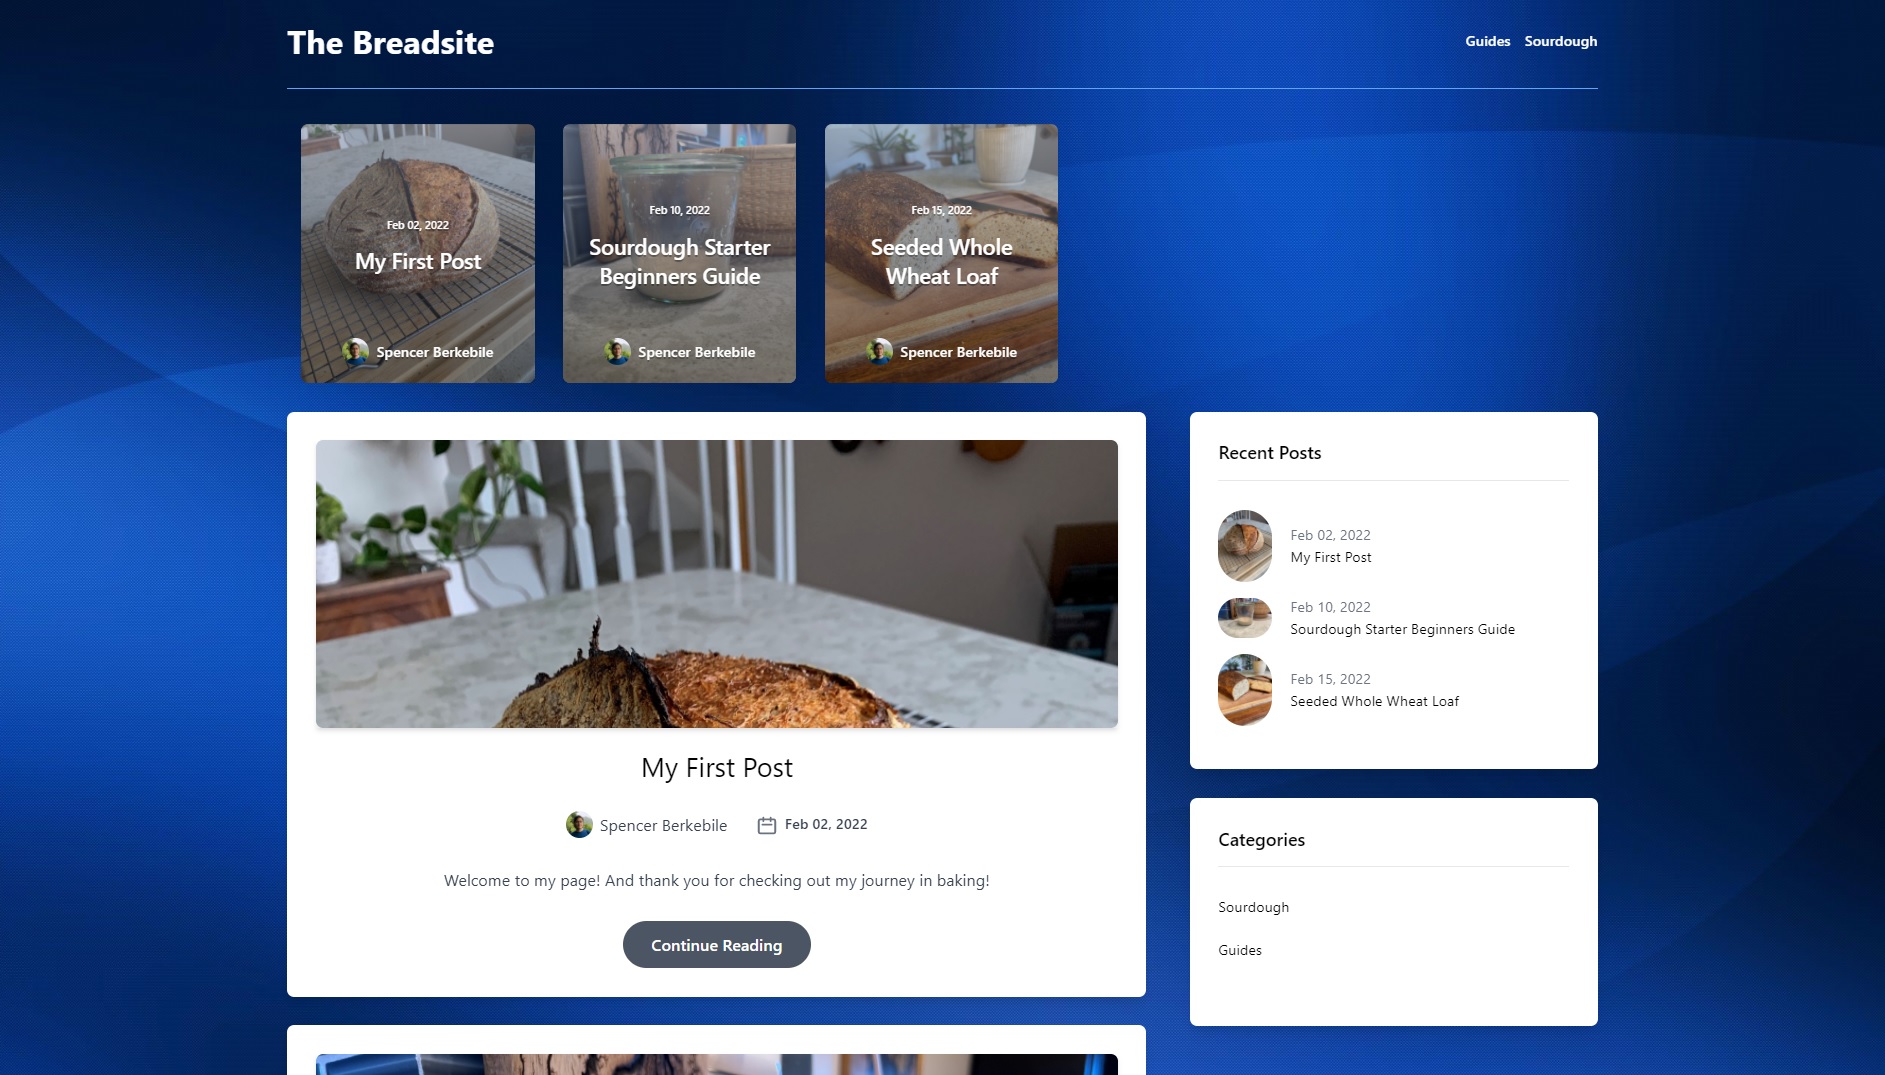 The Breadsite
Guides Sourdough
Feb 02, 2022
My First Post
Spencer Berkebile
Feb 10, 2022
Sourdough Starter
Beginners Guide
Spencer Berkebile
Feb 15, 2022
Seeded Whole
Wheat Loaf
Spencer Berkebile
My First Post
Spencer Berkebile Feb 02, 2022
Welcome to my page! And thank you for checking out my journey in baking!
Continue Reading
Recent Posts
Feb 02, 2022
My First Post
Feb 10, 2022
Sourdough Starter Beginners Guide
Feb 15, 2022
Seeded Whole Wheat Loaf
Categories
Sourdough
Guides